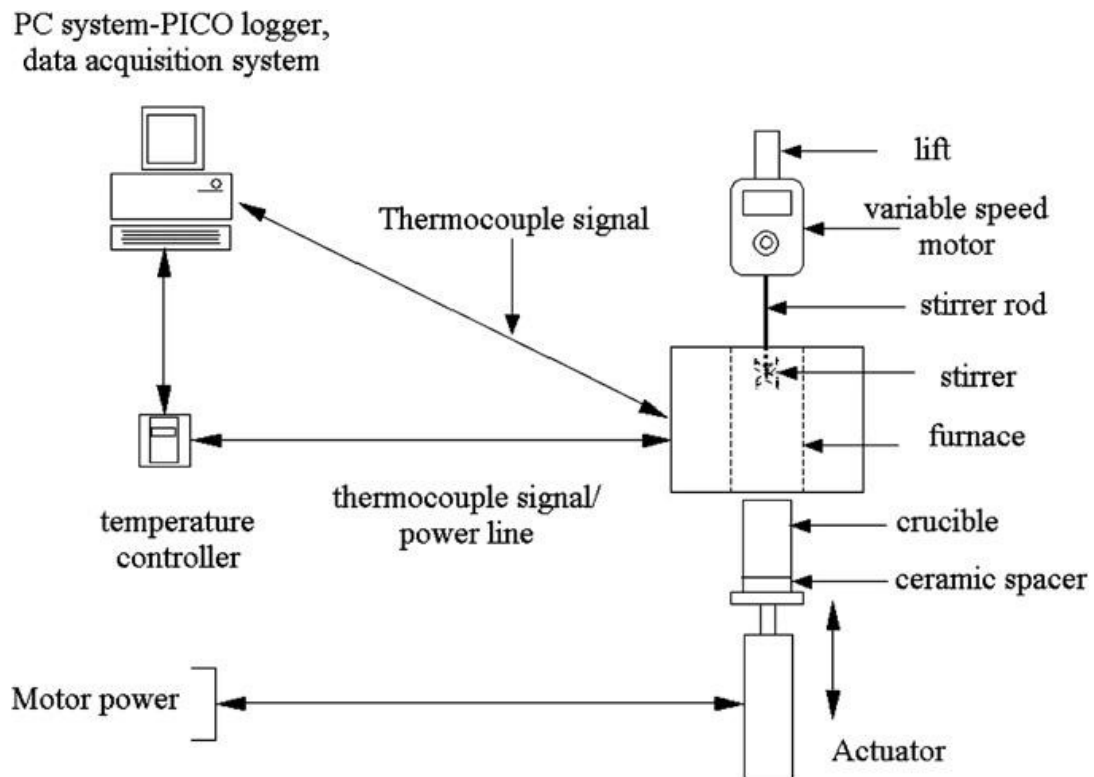 PC system-PICO logger,
data acquisition system
lift
Thermocouple signal
variable speed
motor
stirrer rod
stirrer
furnace
thermocouple signal/
power line
temperature
controller
crucible
ceramic spacer
Motor power
Actuator